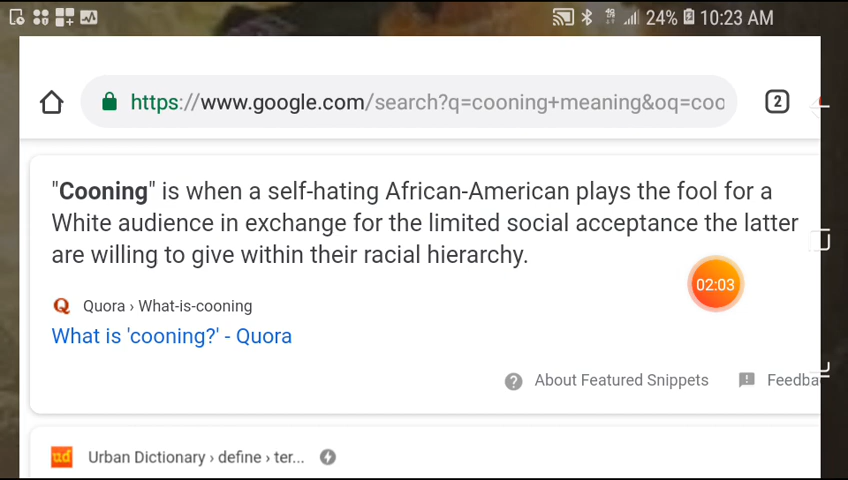 24% 10:23 AM
https://www.google.com/search?q=cooning+meaning&oq=coo
2
"Cooning" is when a self-hating African-American plays the fool for a
White audience in exchange for the limited social acceptance the latter
are willing to give within their racial hierarchy.
02:03
Quora › What-is-cooning
What is 'cooning?' - Quora
About Featured Snippets Feedba
ud Urban Dictionary › define › ter...